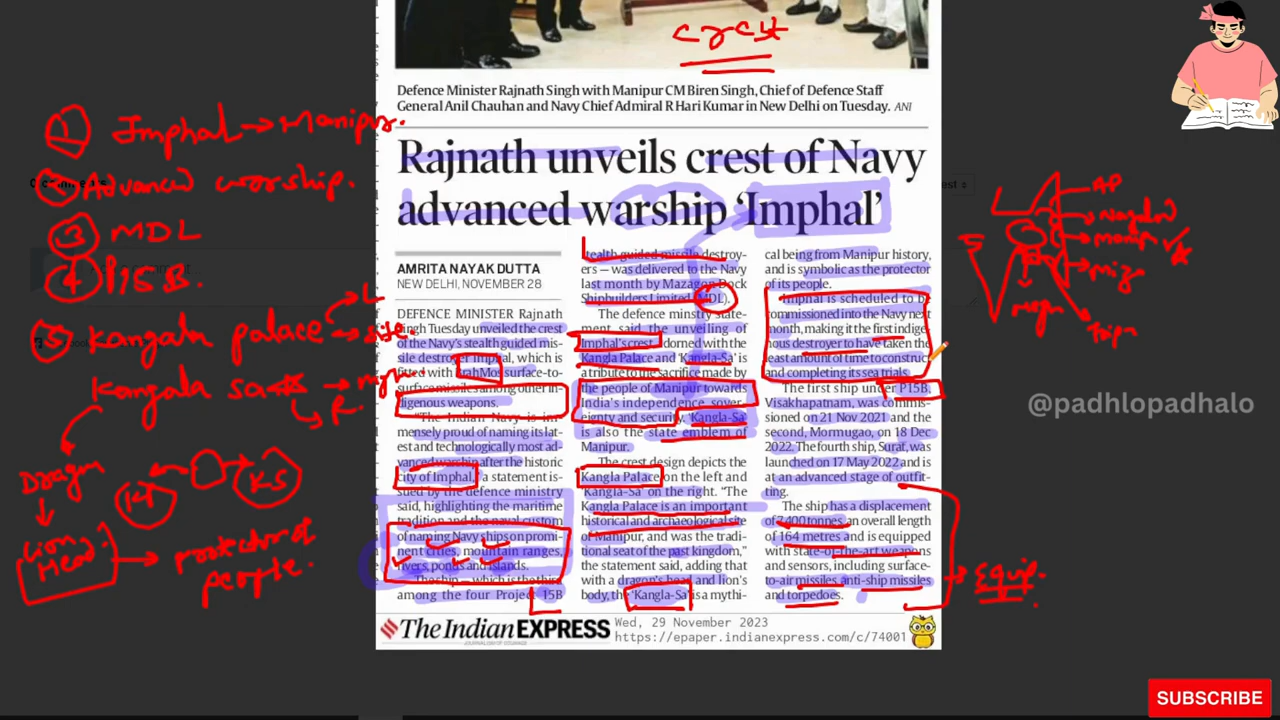 crest
Defence Minister Rajnath Singh with Manipur CM Biren Singh, Chief of Defence Staff
General Anil Chauhan and Navy Chief Admiral R Hari Kumar in New Delhi on Tuesday. ANI
Rajnath unveils crest of Navy
advanced warship ‘Imphal’
AMRITA NAYAK DUTTA
NEW DELHI, NOVEMBER 28
DEFENCE MINISTER Rajnath
Singh Tuesday unveiled the crest
of the Navy's stealth guided mis-
sile destroyer Imphal, which is
fitted with BrahMos surface-to-
surface missiles among other in-
digenous weapons.
"The Indian Navy is im-
mensely proud of naming its lat-
est and technologically most ad-
vanced warship after the historic
city of Imphal," a statement is-
sued by the defence ministry
said, highlighting the maritime
tradition and the naval custom
of naming Navy ships on promi-
nent cities, mountain ranges,
rivers, ponds and islands.
The ship — which is the third
among the four Project 15B
stealth guided missile destroy-
ers — was delivered to the Navy
last month by Mazagon Dock
Shipbuilders Limited (MDL).
The defence ministry state-
ment said the unveiling of
Imphal's crest adorned with the
Kangla Palace and 'Kangla-Sa' is
a tribute to the sacrifice made by
the people of Manipur towards
India's independence, sover-
eignty and security. 'Kangla-Sa'
is also the state emblem of
Manipur.
The crest design depicts the
Kangla Palace on the left and
'Kangla-Sa' on the right. "The
Kangla Palace is an important
historical and archaeological site
of Manipur, and was the tradi-
tional seat of the past kingdom,"
the statement said, adding that
with a dragon's head and lion's
body, the 'Kangla-Sa' is a mythi-
cal being from Manipur history,
and is symbolic as the protector
of its people.
Imphal is scheduled to be
commissioned into the Navy next
month, making it the first indige-
nous destroyer to have taken the
least amount of time to construct
and completing its sea trials.
The first ship under P15B,
Visakhapatnam, was commis-
sioned on 21 Nov 2021 and the
second, Mormugao, on 18 Dec
2022. The fourth ship, Surat, was
launched on 17 May 2022 and is
at an advanced stage of outfit-
ting.
The ship has a displacement
of 7,400 tonnes, an overall length
of 164 metres and is equipped
with state-of-the-art weapons
and sensors, including surface-
to-air missiles, anti-ship missiles
and torpedoes.
The Indian EXPRESS
JOURNALISM OF COURAGE
Wed, 29 November 2023
https://epaper.indianexpress.com/c/74001
1 Imphal → Manipur.
2 Advanced worship.
3 MDL
4 P15B.
5 Kangah palace → L
Kangala sa → right
R.
Dragn
KS
Lion Head → protector of
people.
AP
Nagaland
manip
mizo
megh
Trip
Equip.
@padhlopadhalo
SUBSCRIBE